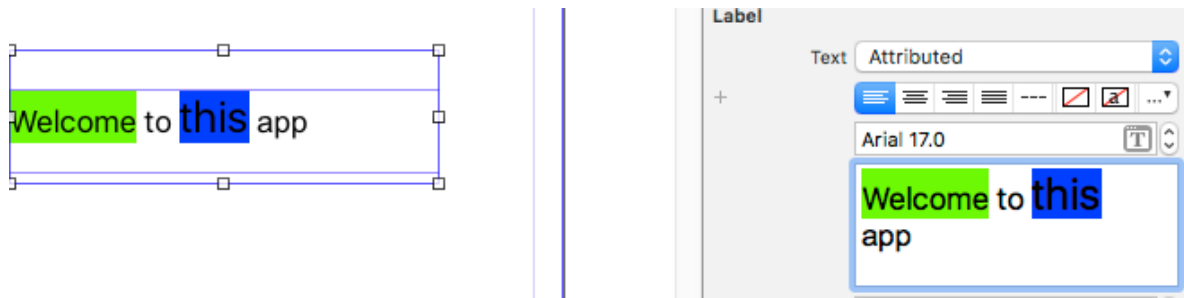 Label
Text Attributed
Welcome to this app
+
a ...
Arial 17.0 T
Welcome to this
app